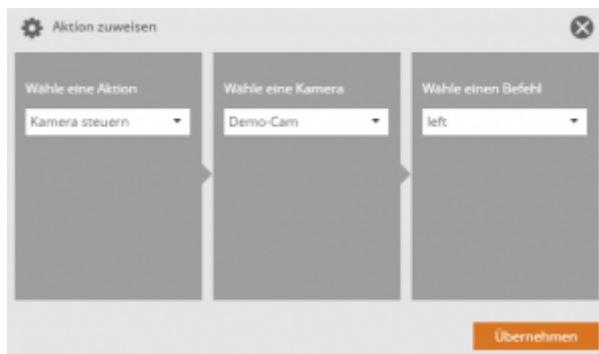 Aktion zuweisen
Wähle eine Aktion
Kamera steuern
Wähle eine Kamera
Demo-Cam
Wähle einen Befehl
left
Übernehmen